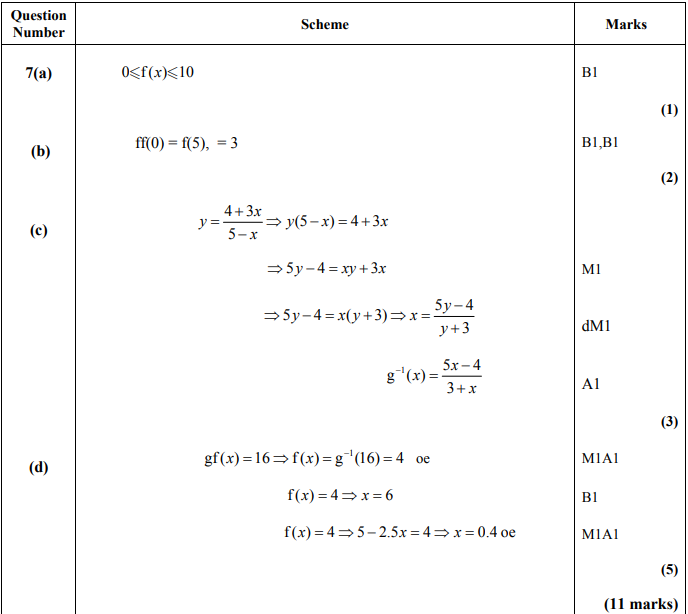 Question Number Scheme Marks
7(a) 0⩽f(x)⩽10 B1
(1)
(b) ff(0) = f(5), = 3 B1,B1
(2)
(c) y = \frac{4+3x}{5-x} ⇒ y(5−x) = 4+3x
⇒ 5y−4 = xy+3x M1
⇒ 5y−4 = x(y+3) ⇒ x = \frac{5y-4}{y+3} dM1
g⁻¹(x) = \frac{5x-4}{3+x} A1
(3)
(d) gf(x) = 16 ⇒ f(x) = g⁻¹(16) = 4 oe M1A1
f(x) = 4 ⇒ x = 6 B1
f(x) = 4 ⇒ 5−2.5x = 4 ⇒ x = 0.4 oe M1A1
(5)
(11 marks)